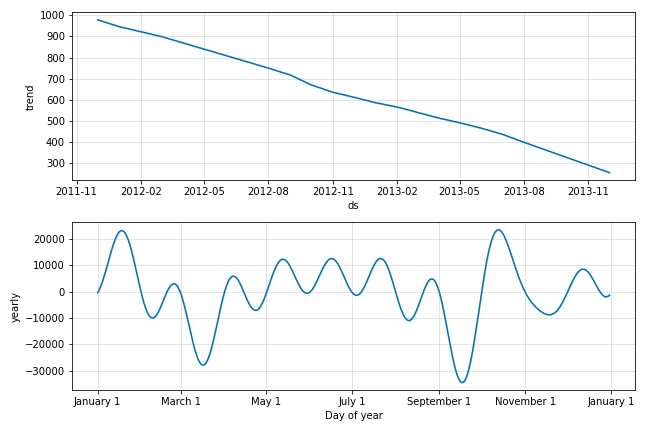 1000
900
800
700
600
500
400
300
trend
2011-11 2012-02 2012-05 2012-08 2012-11 2013-02 2013-05 2013-08 2013-11
ds
20000
10000
0
−10000
−20000
−30000
yearly
January 1 March 1 May 1 July 1 September 1 November 1 January 1
Day of year